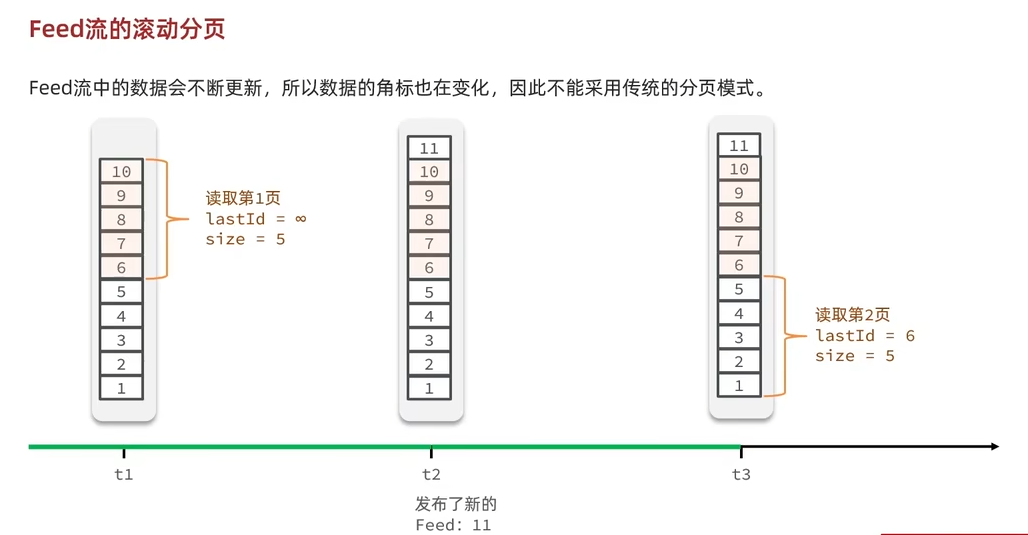 Feed流的滚动分页
Feed流中的数据会不断更新，所以数据的角标也在变化，因此不能采用传统的分页模式。
10
9
8
7
6
5
4
3
2
1
读取第1页
lastId = ∞
size = 5
11
10
9
8
7
6
5
4
3
2
1
11
10
9
8
7
6
5
4
3
2
1
读取第2页
lastId = 6
size = 5
t1
t2
t3
发布了新的
Feed：11